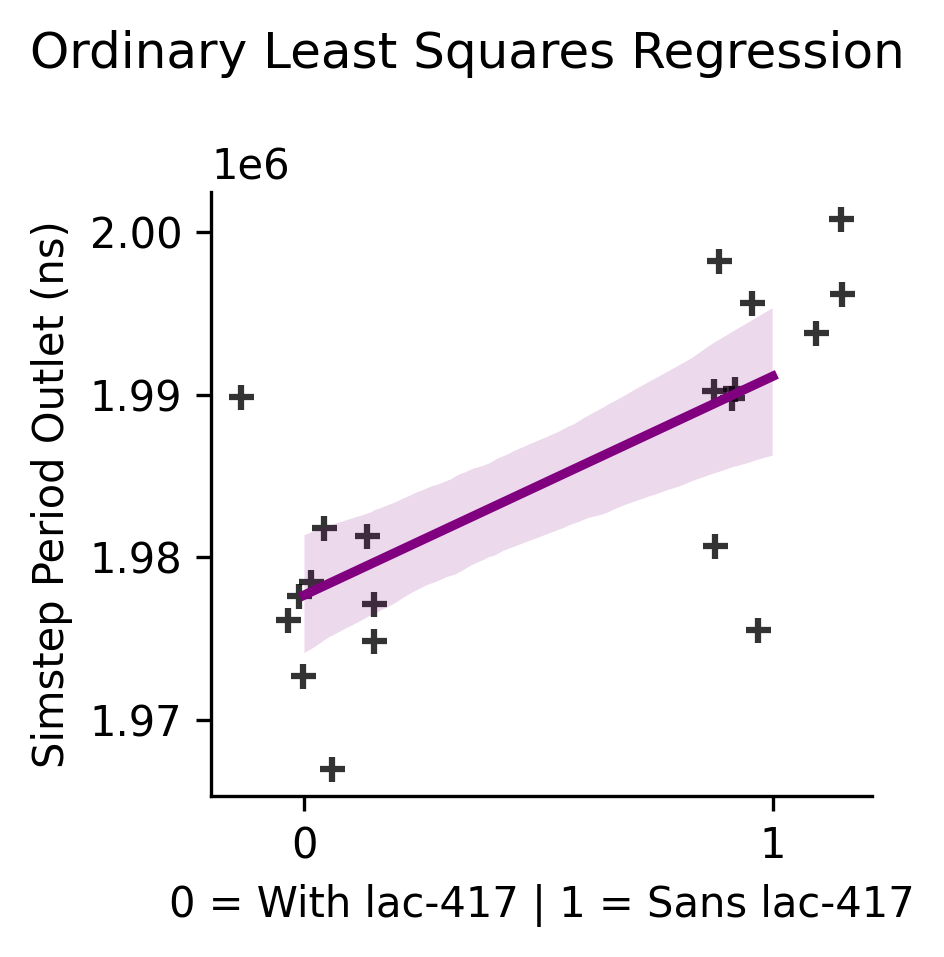 Ordinary Least Squares Regression
1e6
2.00
1.99
1.98
1.97
Simstep Period Outlet (ns)
0 1
0 = With lac-417 | 1 = Sans lac-417